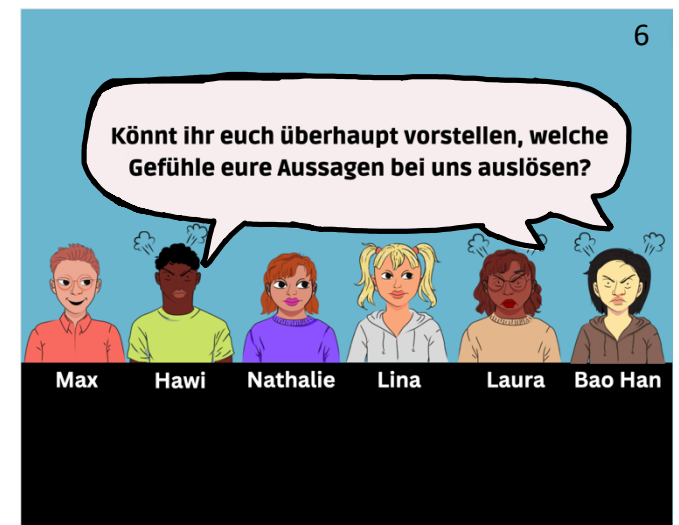 6
Könnt ihr euch überhaupt vorstellen, welche
Gefühle eure Aussagen bei uns auslösen?
Max Hawi Nathalie Lina Laura Bao Han